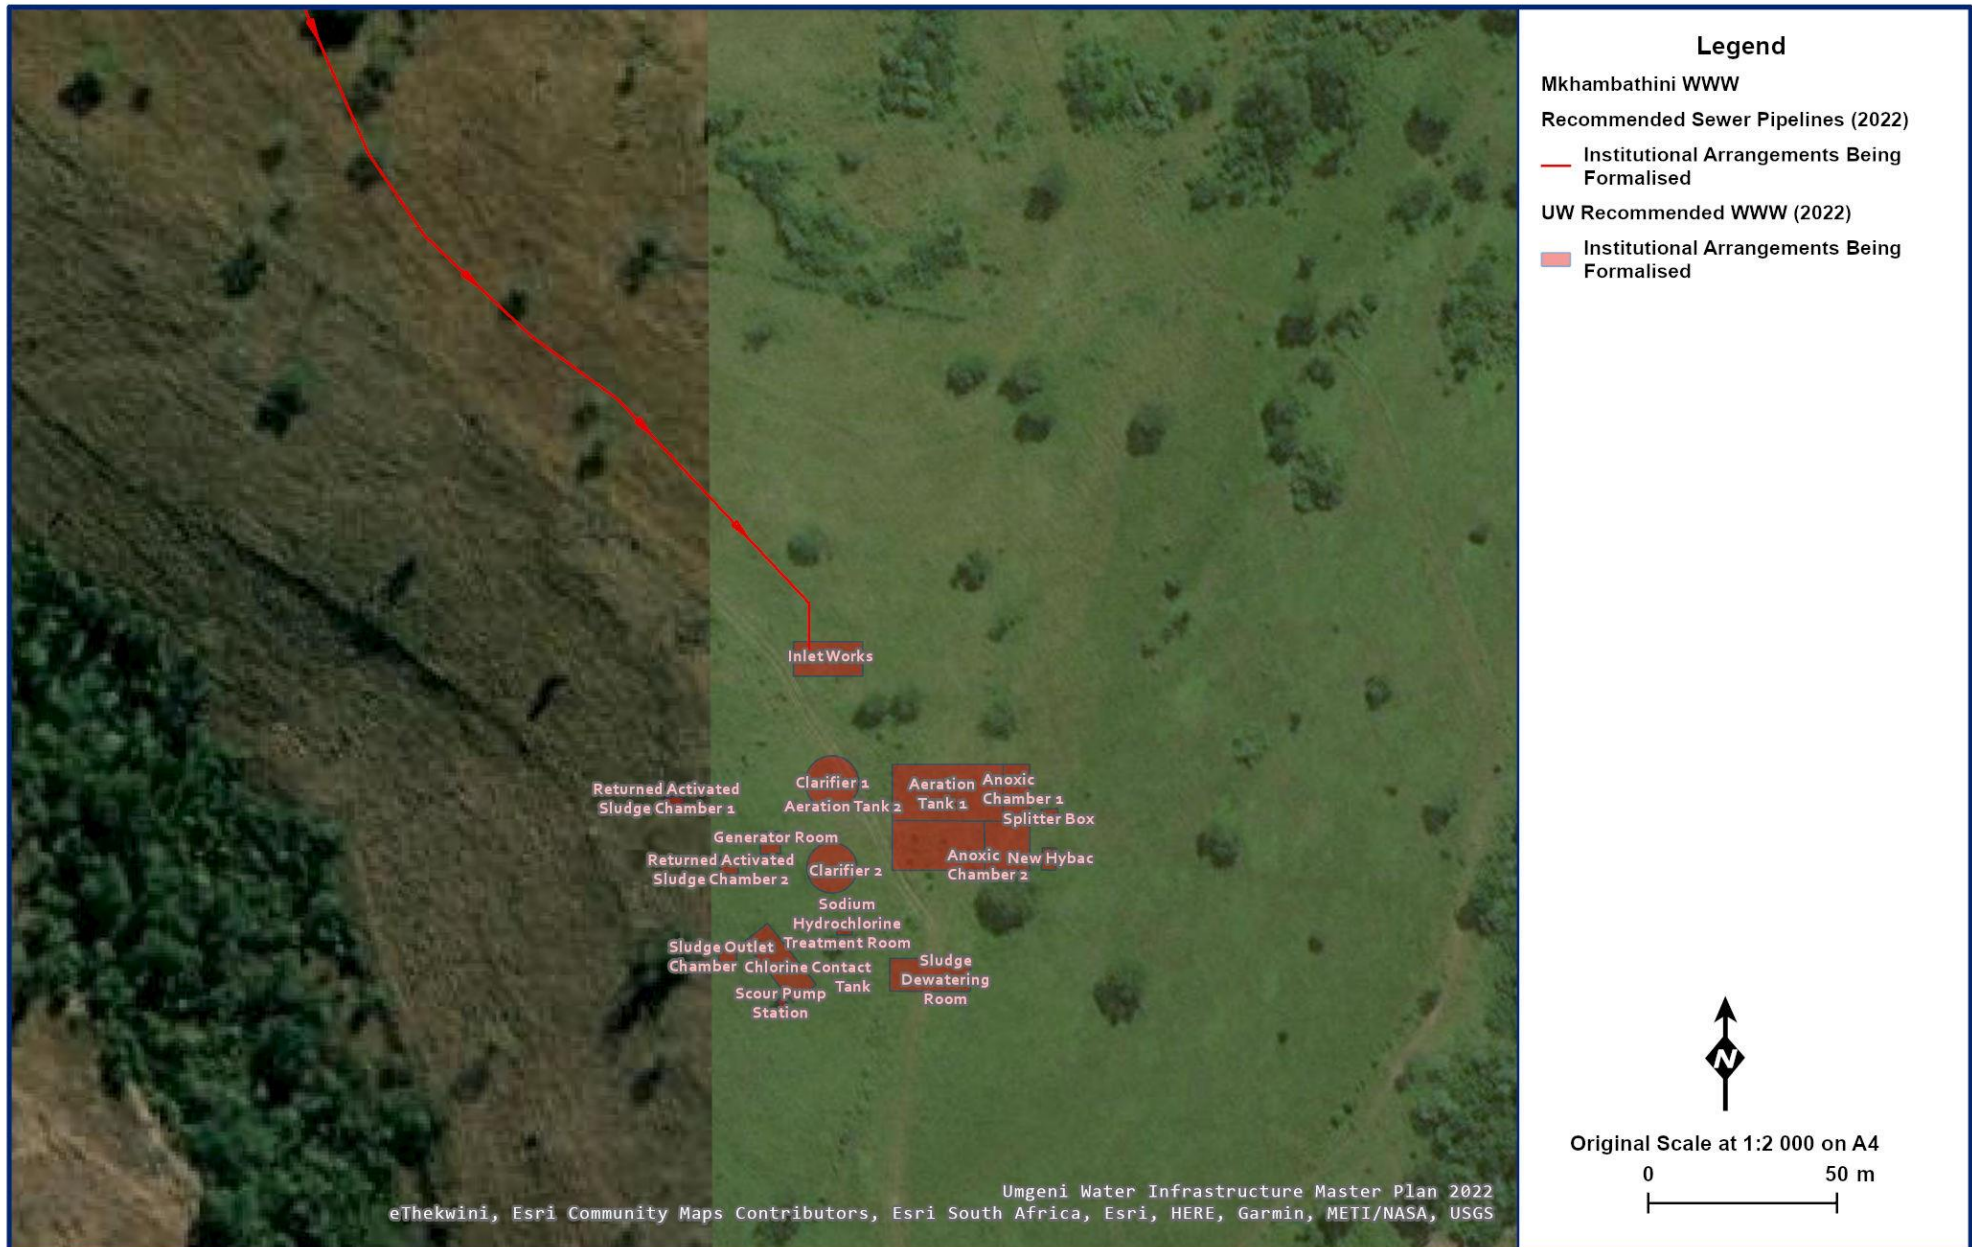 Legend
Mkhambathini WWW
Recommended Sewer Pipelines (2022)
Institutional Arrangements Being
Formalised
UW Recommended WWW (2022)
Institutional Arrangements Being
Formalised
Inlet Works
Clarifier 1
Aeration Tank 2
Aeration
Tank 1
Anoxic
Chamber 1
Splitter Box
Returned Activated
Sludge Chamber 1
Generator Room
Returned Activated
Sludge Chamber 2
Clarifier 2
Anoxic
Chamber 2
New Hybac
Sodium
Hydrochlorine
Treatment Room
Sludge Outlet
Chamber
Chlorine Contact
Tank
Scour Pump
Station
Sludge
Dewatering
Room
N
Original Scale at 1:2 000 on A4
0 50 m
Umgeni Water Infrastructure Master Plan 2022
eThekwini, Esri Community Maps Contributors, Esri South Africa, Esri, HERE, Garmin, METI/NASA, USGS